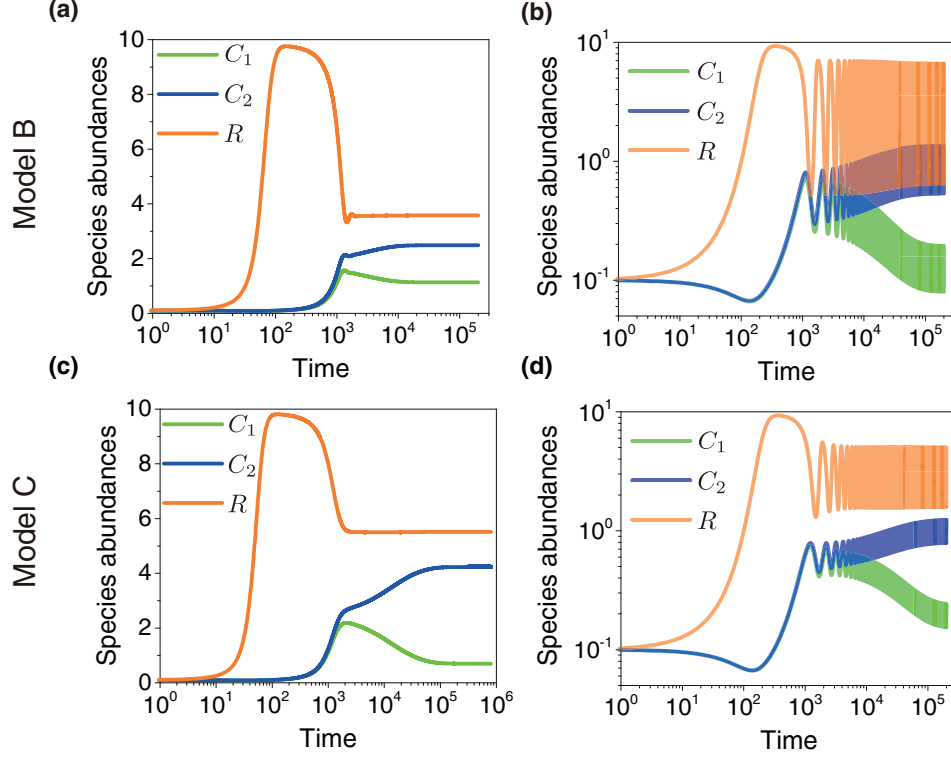 (a)
Model B
Species abundances
10
8
6
4
2
0
C₁
C₂
R
10⁰
10¹
10²
10³
10⁴
10⁵
Time
(b)
Species abundances
10¹
10⁰
10⁻¹
C₁
C₂
R
10⁰
10¹
10²
10³
10⁴
10⁵
Time
(c)
Model C
Species abundances
10
8
6
4
2
0
C₁
C₂
R
10⁰
10¹
10²
10³
10⁴
10⁵
10⁶
Time
(d)
Species abundances
10¹
10⁰
10⁻¹
C₁
C₂
R
10⁰
10¹
10²
10³
10⁴
10⁵
Time